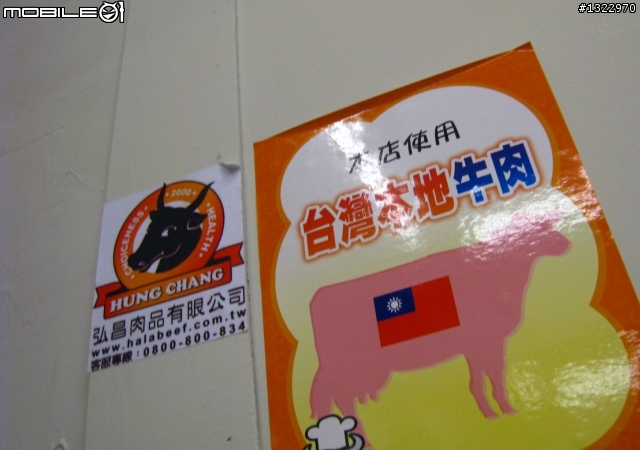 MOBILE01
#1322970
本店使用
台灣本地牛肉
CHOICENESS 2000 HEALTH
HUNG CHANG
弘昌肉品有限公司
www.halabeef.com.tw
客服專線：0800-800-834